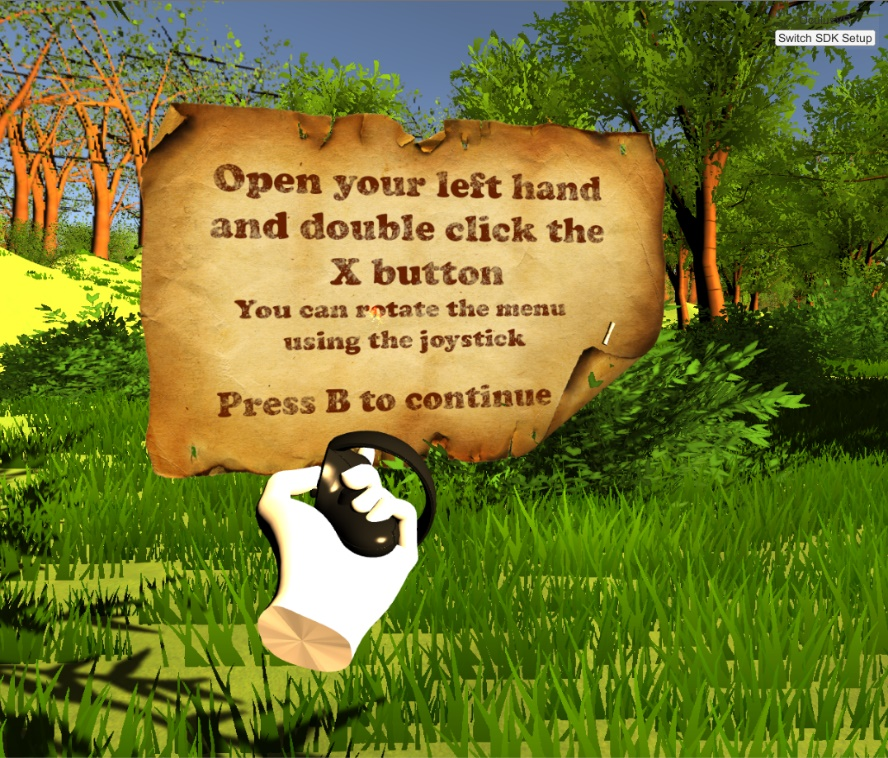 Switch SDK Setup
Open your left hand
and double click the
X button
You can rotate the menu
using the joystick
Press B to continue